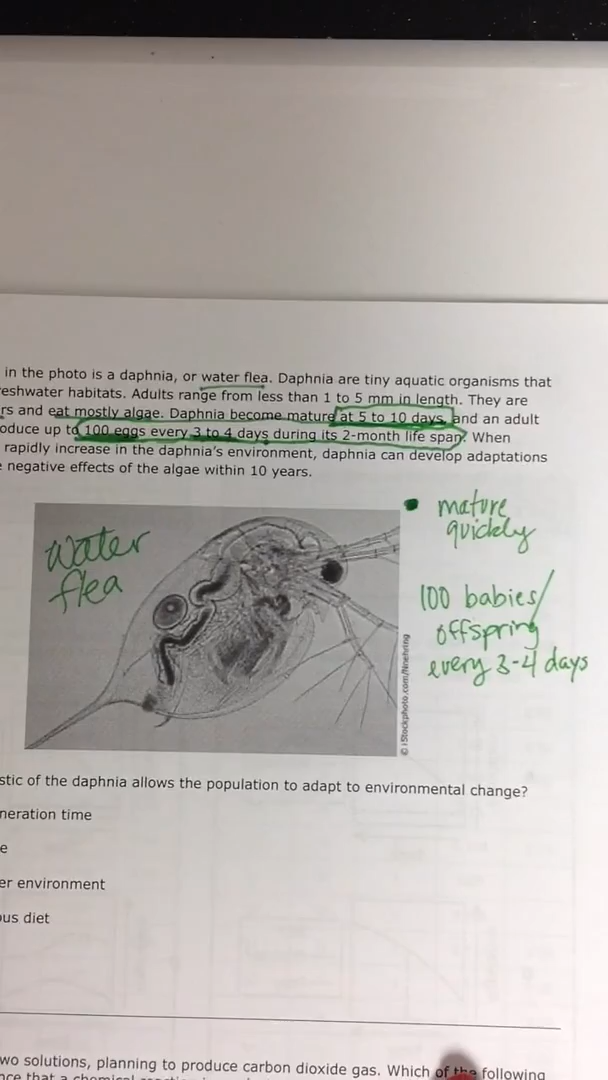 in the photo is a daphnia, or water flea. Daphnia are tiny aquatic organisms that
eshwater habitats. Adults range from less than 1 to 5 mm in length. They are
rs and eat mostly algae. Daphnia become mature at 5 to 10 days, and an adult
oduce up to 100 eggs every 3 to 4 days during its 2-month life span. When
rapidly increase in the daphnia's environment, daphnia can develop adaptations
negative effects of the algae within 10 years.
water
flea
• mature
quickly
100 babies/
offspring
every 3-4 days
© iStockphoto.com/Nnehring
stic of the daphnia allows the population to adapt to environmental change?
neration time
e
er environment
ous diet
wo solutions, planning to produce carbon dioxide gas. Which of the following
nce that a chemical